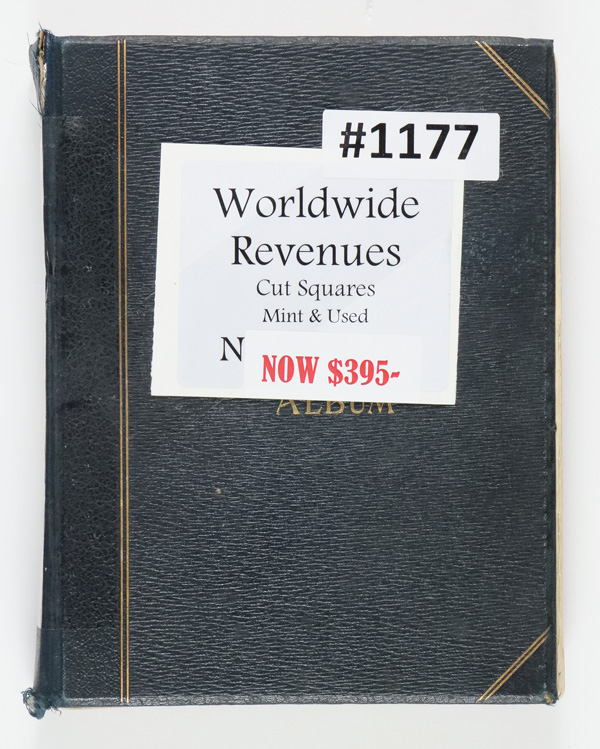 #1177
Worldwide
Revenues
Cut Squares
Mint & Used
N
NOW $395-
ALBUM